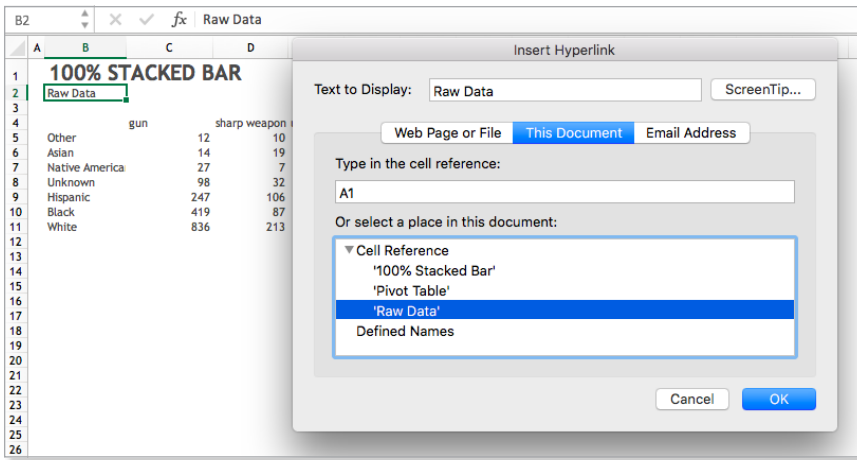 B2 fx Raw Data
A B C D
Insert Hyperlink
1 100% STACKED BAR
2 Raw Data
3
4 gun sharp weapon
5 Other 12 10
6 Asian 14 19
7 Native America 27 7
8 Unknown 98 32
9 Hispanic 247 106
10 Black 419 87
11 White 836 213
12
13
14
15
16
17
18
19
20
21
22
23
24
25
26
Text to Display: Raw Data ScreenTip...
Web Page or File This Document Email Address
Type in the cell reference:
A1
Or select a place in this document:
Cell Reference
'100% Stacked Bar'
'Pivot Table'
'Raw Data'
Defined Names
Cancel OK